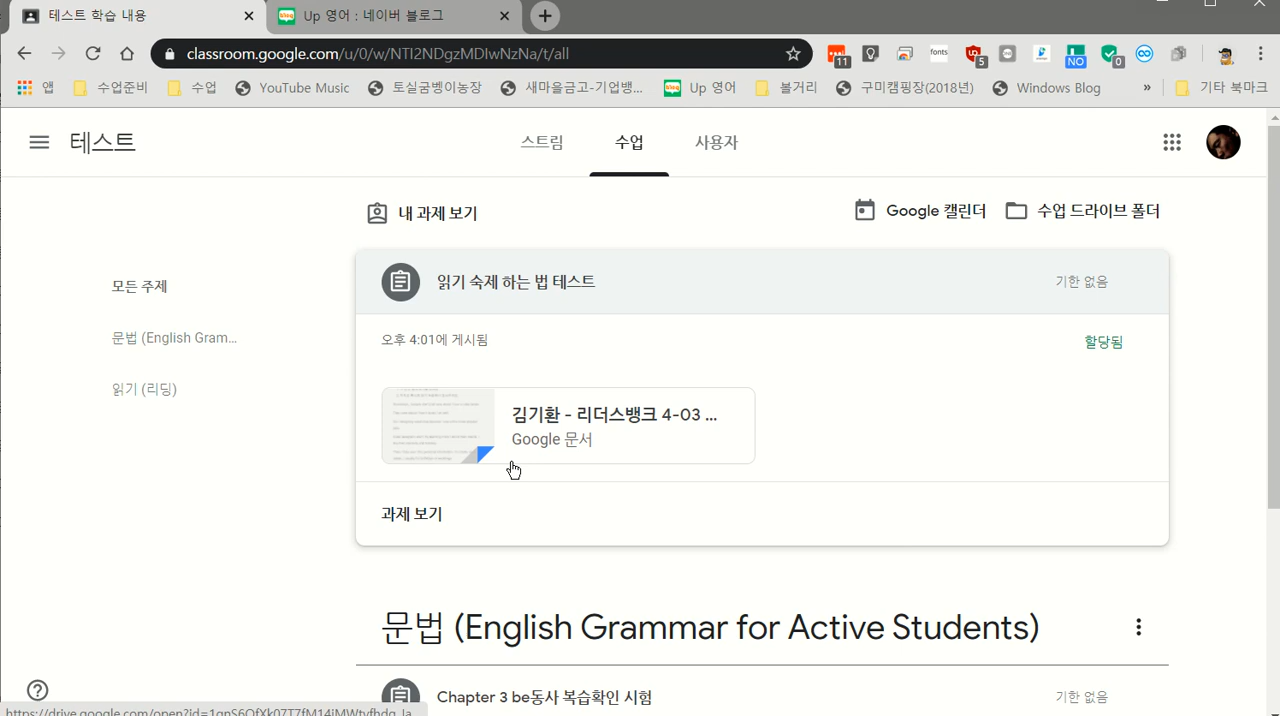 테스트 학습 내용
Up 영어 : 네이버 블로그
classroom.google.com/u/0/w/NTI2NDgzMDIwNzNa/t/all
11
fonts
5
NO
0
앱
수업준비
수업
YouTube Music
토실굼벵이농장
새마을금고-기업뱅...
blog
Up 영어
볼거리
구미캠핑장(2018년)
Windows Blog
»
기타 북마크
테스트
스트림
수업
사용자
내 과제 보기
Google 캘린더
수업 드라이브 폴더
모든 주제
문법 (English Gram...
읽기 (리딩)
읽기 숙제 하는 법 테스트
기한 없음
오후 4:01에 게시됨
할당됨
김기환 - 리더스뱅크 4-03 ...
Google 문서
과제 보기
문법 (English Grammar for Active Students)
Chapter 3 be동사 복습확인 시험
기한 없음